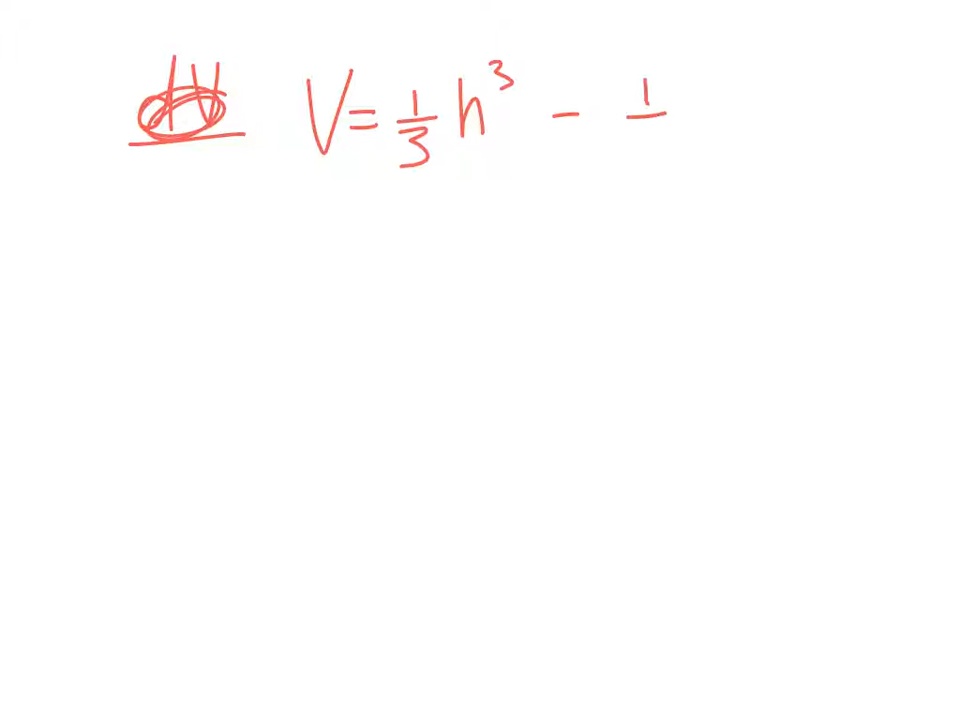 V = 1/3 h³ - 1